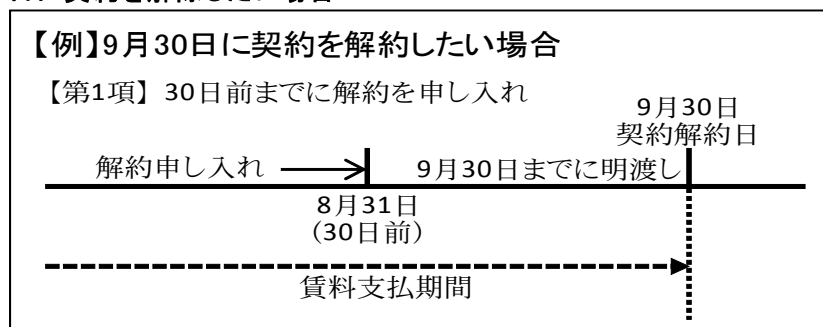 【例】9月30日に契約を解約したい場合
【第1項】30日前までに解約を申し入れ
9月30日
契約解約日
解約申し入れ
9月30日までに明渡し
8月31日
（30日前）
賃料支払期間